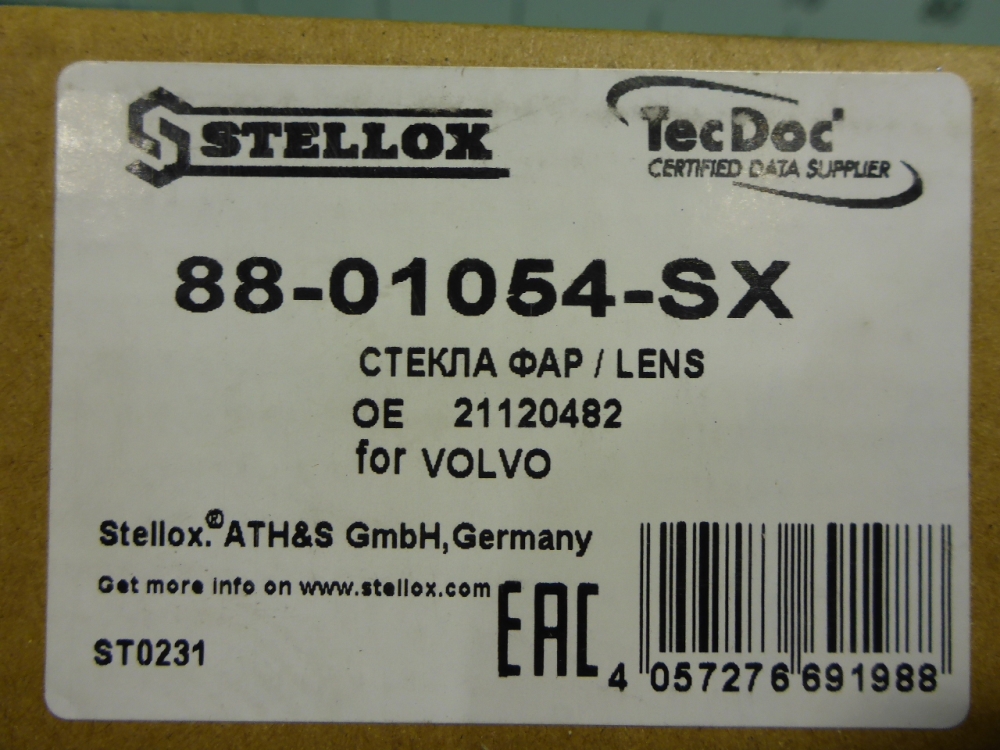 STELLOX
TecDoc
CERTIFIED DATA SUPPLIER
88-01054-SX
СТЕКЛА ФАР / LENS
OE 21120482
for VOLVO
Stellox.® ATH&S GmbH,Germany
Get more info on www.stellox.com
EAC
ST0231
4 057276 691988